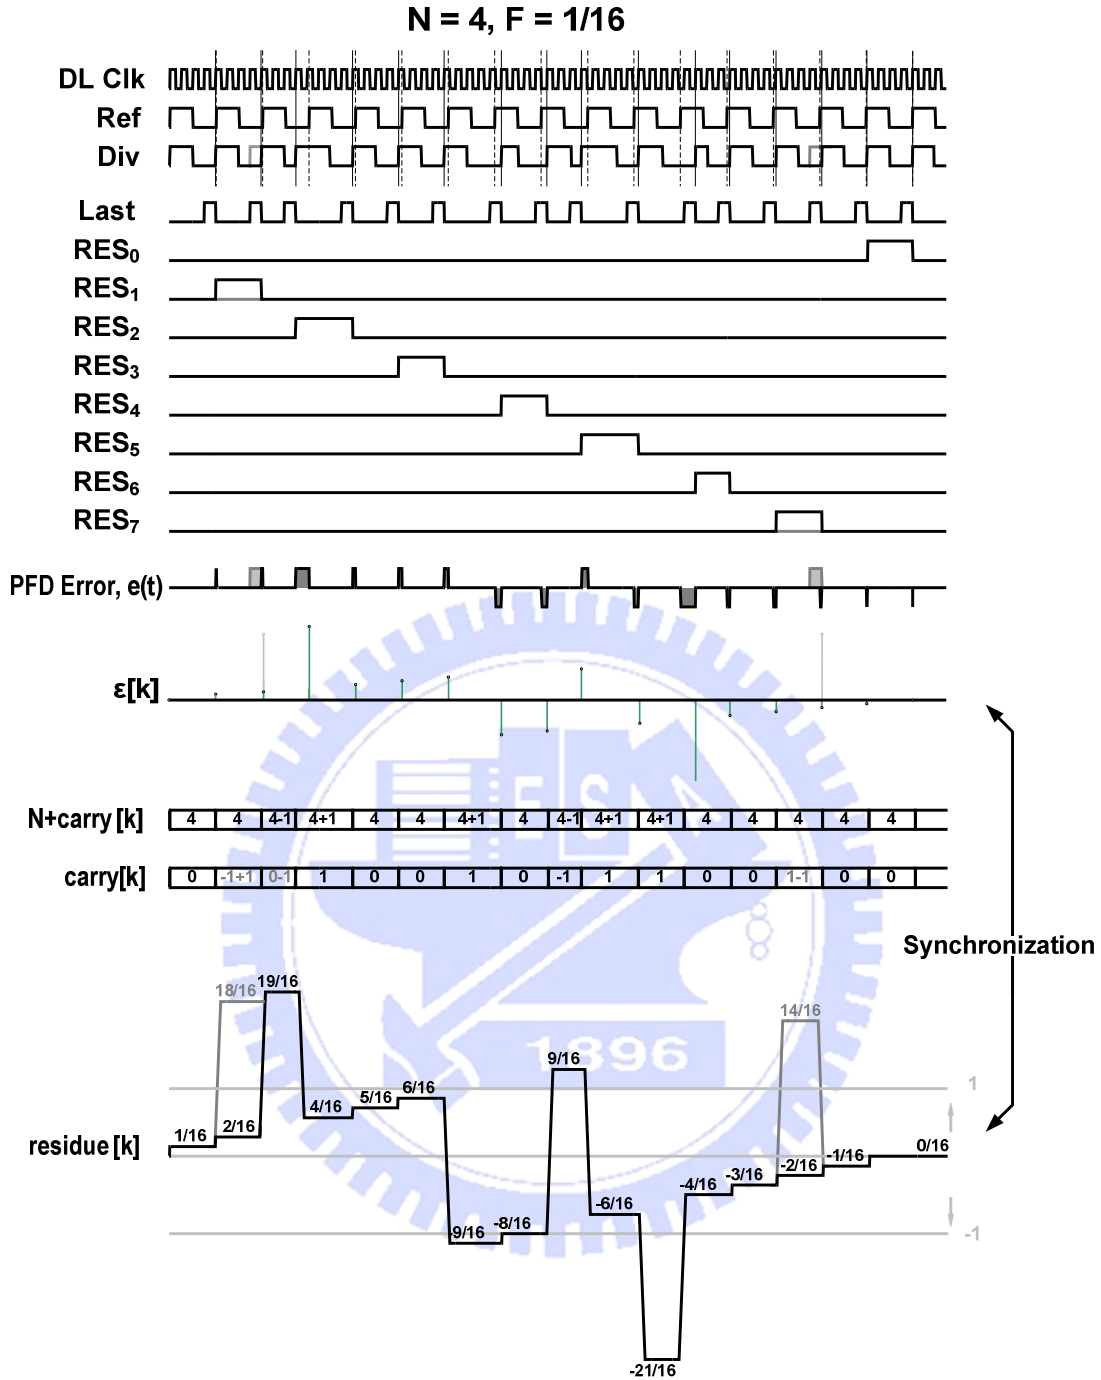 N = 4, F = 1/16
DL Clk
Ref
Div
Last
RES0
RES1
RES2
RES3
RES4
RES5
RES6
RES7
PFD Error, e(t)
ε[k]
ESA
N+carry [k] 4 4 4-1 4+1 4 4 4+1 4 4-1 4+1 4+1 4 4 4 4 4
carry[k] 0 -1+1 0-1 1 0 0 1 0 -1 1 1 0 0 1-1 0 0
Synchronization
18/16 19/16 14/16
1896
9/16
1
4/16 5/16 6/16
residue [k] 1/16 2/16 -9/16 -8/16 -6/16 -21/16 -4/16 -3/16 -2/16 -1/16 0/16
-1